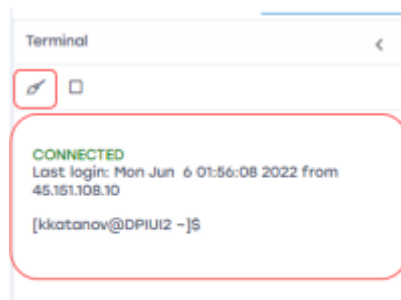 Terminal
CONNECTED
Last login: Mon Jun 6 01:56:08 2022 from
45.151.108.10
[kkatanov@DPIUI2 ~]$